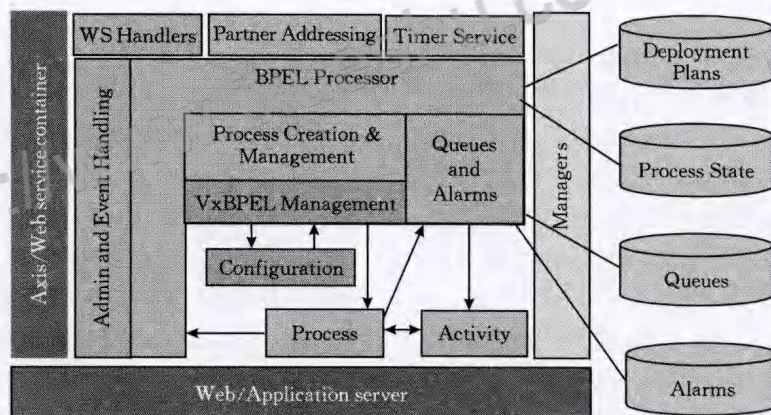 WS Handlers
Partner Addressing
Timer Service
Axis/Web service container
Admin and Event Handling
BPEL Processor
Process Creation &
Management
VxBPEL Management
Queues
and
Alarms
Managers
Configuration
Process
Activity
Web/Application server
Deployment
Plans
Process State
Queues
Alarms